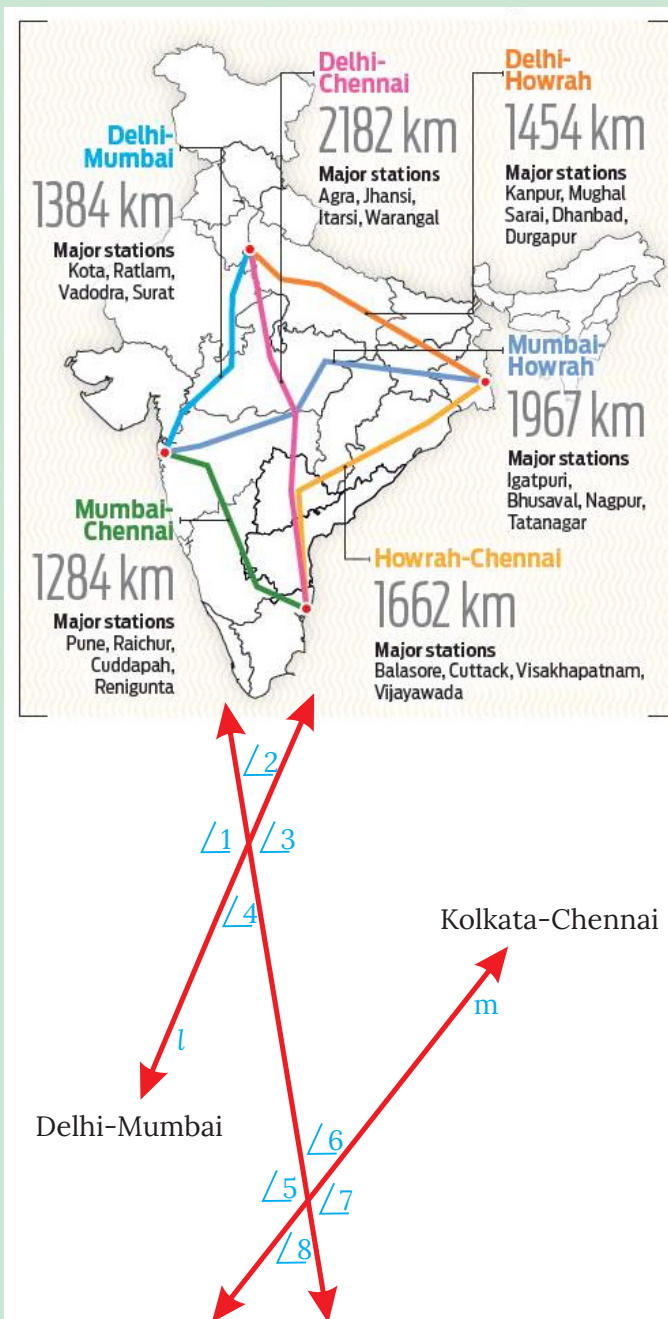 Delhi-
Chennai
2182 km
Major stations
Agra, Jhansi,
Itarsi, Warangal
Delhi-
Howrah
1454 km
Major stations
Kanpur, Mughal
Sarai, Dhanbad,
Durgapur
Delhi-
Mumbai
1384 km
Major stations
Kota, Ratlam,
Vadodra, Surat
Mumbai-
Howrah
1967 km
Major stations
Igatpuri,
Bhusaval, Nagpur,
Tatanagar
Mumbai-
Chennai
1284 km
Major stations
Pune, Raichur,
Cuddapah,
Renigunta
Howrah-Chennai
1662 km
Major stations
Balasore, Cuttack, Visakhapatnam,
Vijayawada
∠2
∠1 ∠3
∠4
Kolkata-Chennai
m
l
Delhi-Mumbai
∠6
∠5 ∠7
∠8